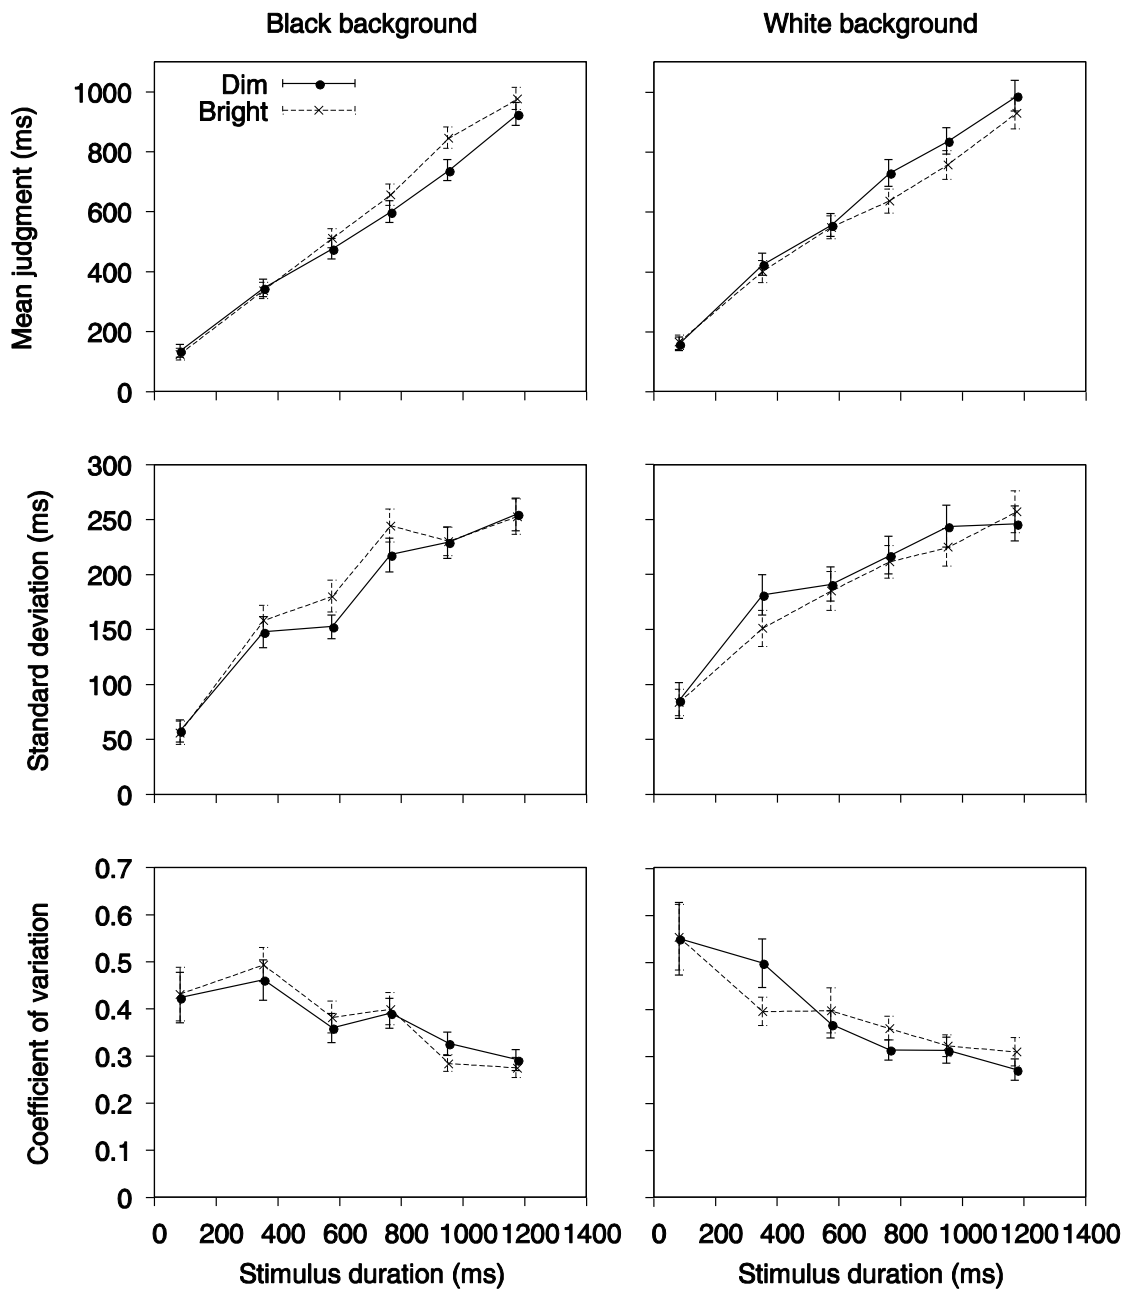 Black background
White background
Dim
Bright
Mean judgment (ms)
1000
800
600
400
200
0
Standard deviation (ms)
300
250
200
150
100
50
0
Coefficient of variation
0.7
0.6
0.5
0.4
0.3
0.2
0.1
0
0 200 400 600 800 1000 1200 1400
0 200 400 600 800 1000 1200 1400
Stimulus duration (ms)
Stimulus duration (ms)